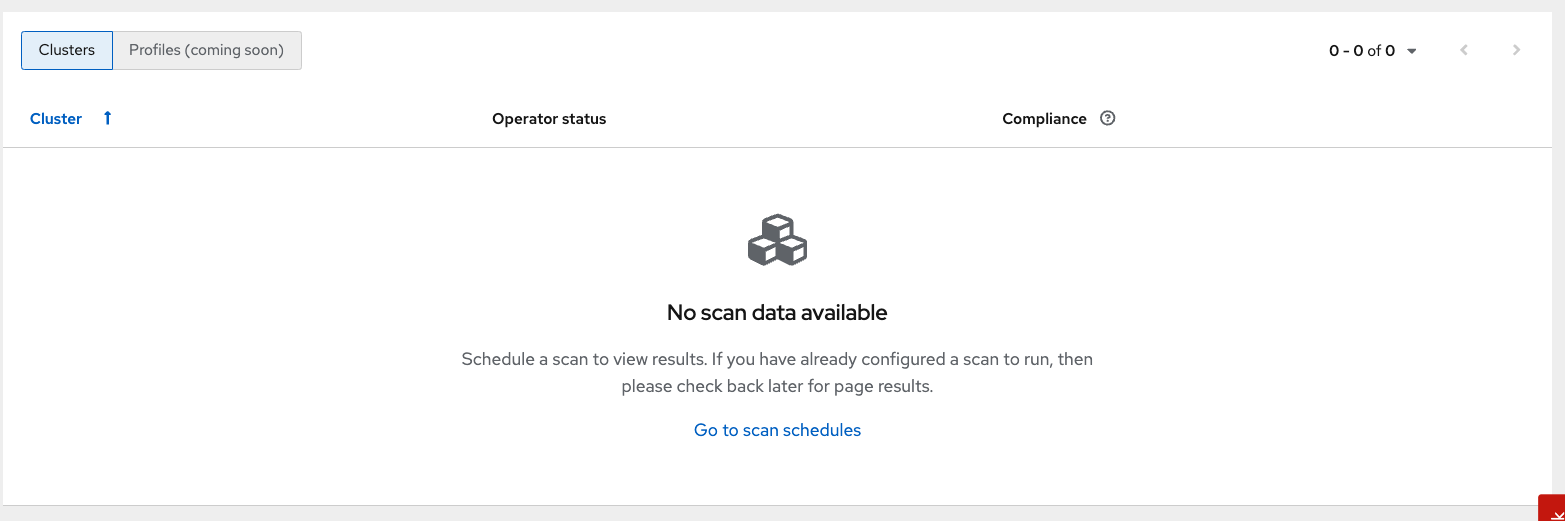 Clusters Profiles (coming soon) 0 - 0 of 0
Cluster Operator status Compliance
No scan data available
Schedule a scan to view results. If you have already configured a scan to run, then
please check back later for page results.
Go to scan schedules